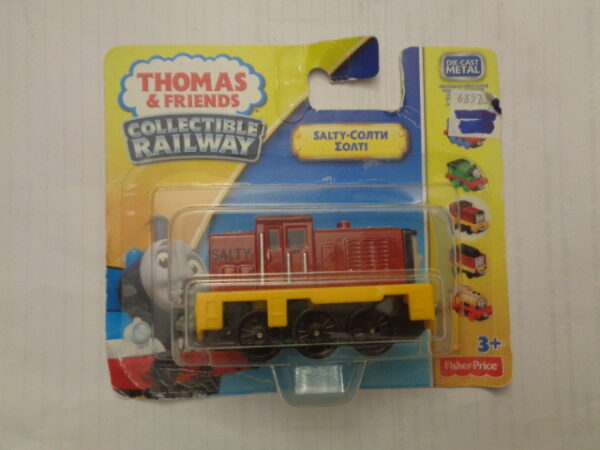 THOMAS
& FRIENDS
COLLECTIBLE
RAILWAY
SALTY•СОЛТИ
ΣΟΛΤΙ
DIE-CAST
METAL
SALTY
3+
Fisher-Price